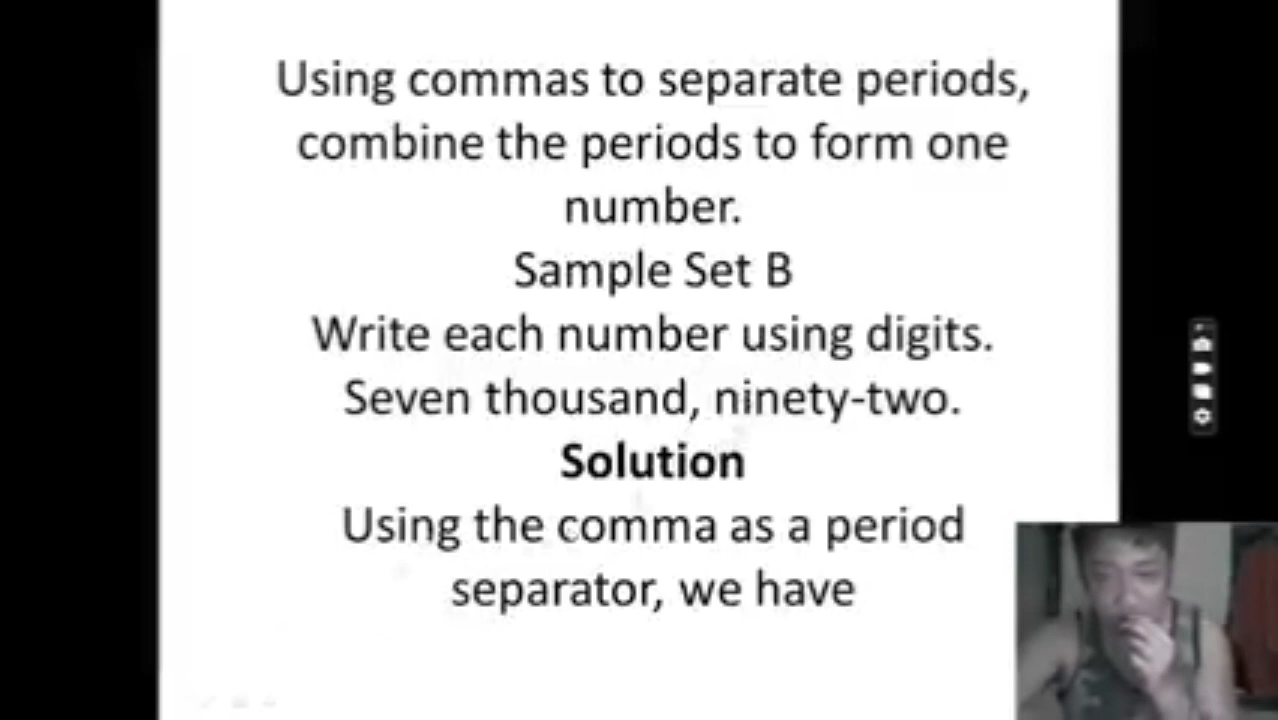 Using commas to separate periods,
combine the periods to form one
number.
Sample Set B
Write each number using digits.
Seven thousand, ninety-two.
Solution
Using the comma as a period
separator, we have